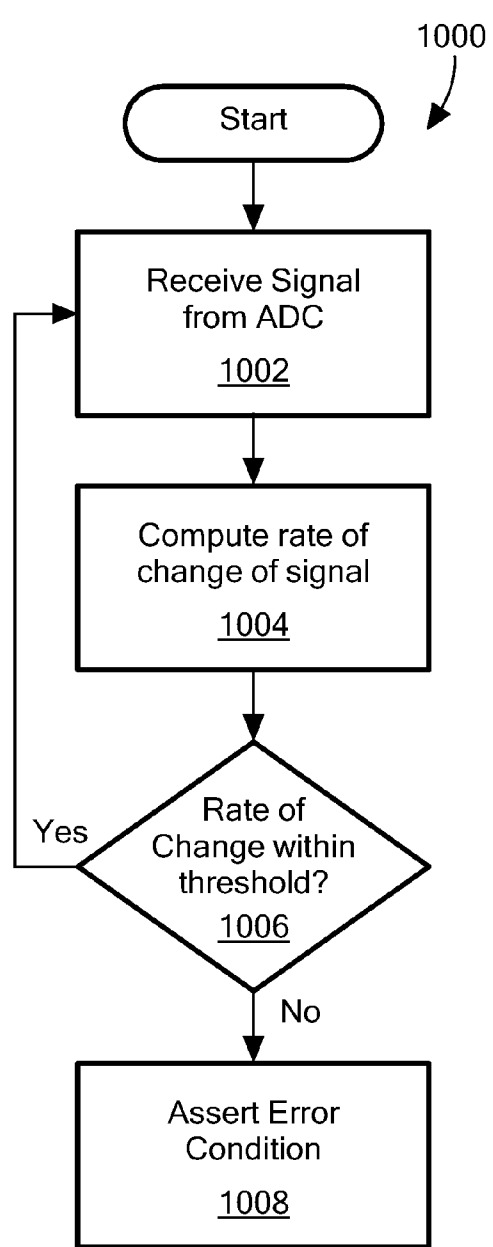 1000
Start
Receive Signal
from ADC
1002
Compute rate of
change of signal
1004
Rate of
Change within
threshold?
1006
Yes
No
Assert Error
Condition
1008